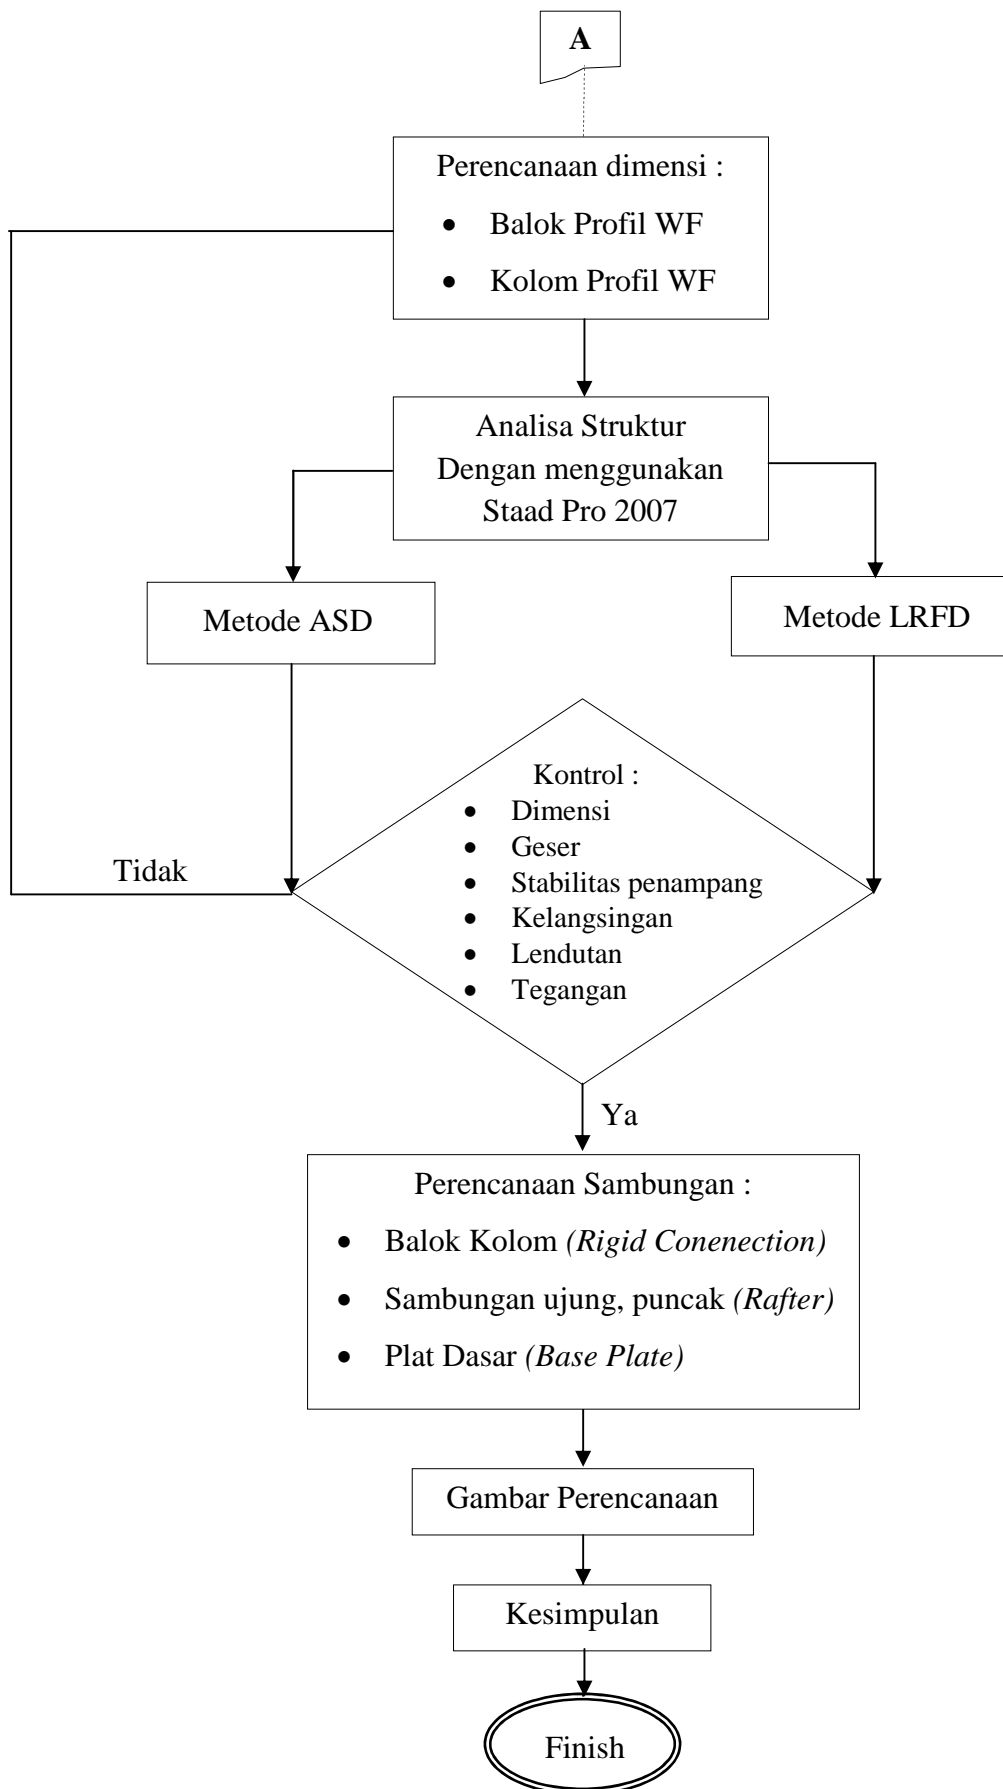 A
Perencanaan dimensi :
• Balok Profil WF
• Kolom Profil WF
Analisa Struktur
Dengan menggunakan
Staad Pro 2007
Metode ASD
Metode LRFD
Kontrol :
• Dimensi
• Geser
• Stabilitas penampang
• Kelangsingan
• Lendutan
• Tegangan
Tidak
Ya
Perencanaan Sambungan :
• Balok Kolom (Rigid Conenection)
• Sambungan ujung, puncak (Rafter)
• Plat Dasar (Base Plate)
Gambar Perencanaan
Kesimpulan
Finish